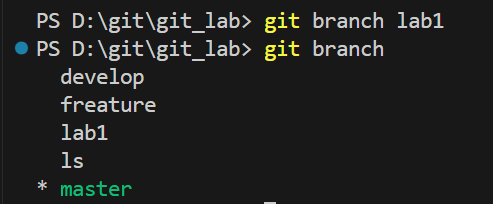 PS D:\git\git_lab> git branch lab1
PS D:\git\git_lab> git branch
develop
freature
lab1
ls
* master